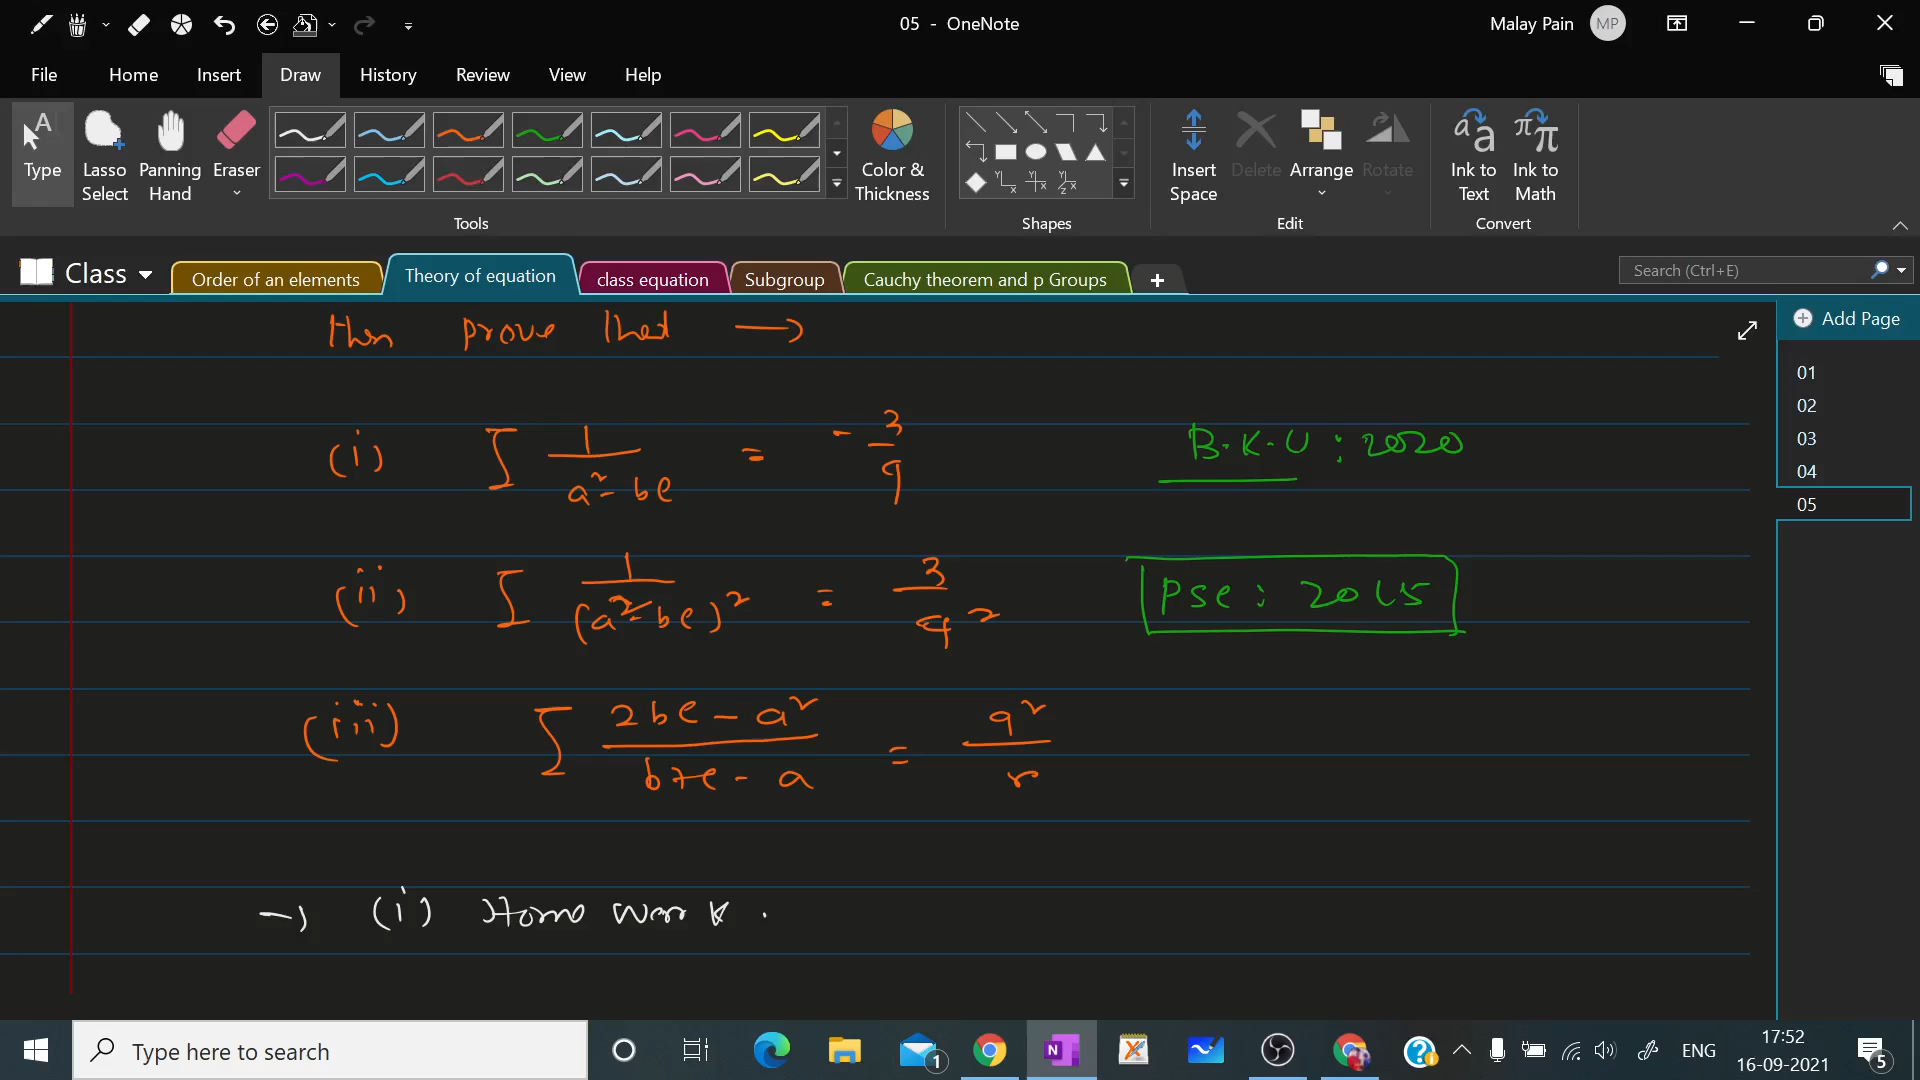 05 - OneNote
Malay Pain MP
File Home Insert Draw History Review View Help
Type
Lasso Select
Panning Hand
Eraser
Color & Thickness
Insert Space
Delete
Arrange
Rotate
Ink to Text
Ink to Math
Tools Shapes Edit Convert
Class
Order of an elements
Theory of equation
class equation
Subgroup
Cauchy theorem and p Groups
+
Search (Ctrl+E)
Add Page
01
02
03
04
05
then prove that →
(i) Σ 1/(a²-bc) = -3/q B.K.U : 2020
(ii) Σ 1/(a²-bc)² = 3/q² PSC : 2015
(iii) Σ (2bc - a²)/(b+c-a) = q²/r
→ (i) Home work .
Type here to search
1
ENG
17:52
16-09-2021
5